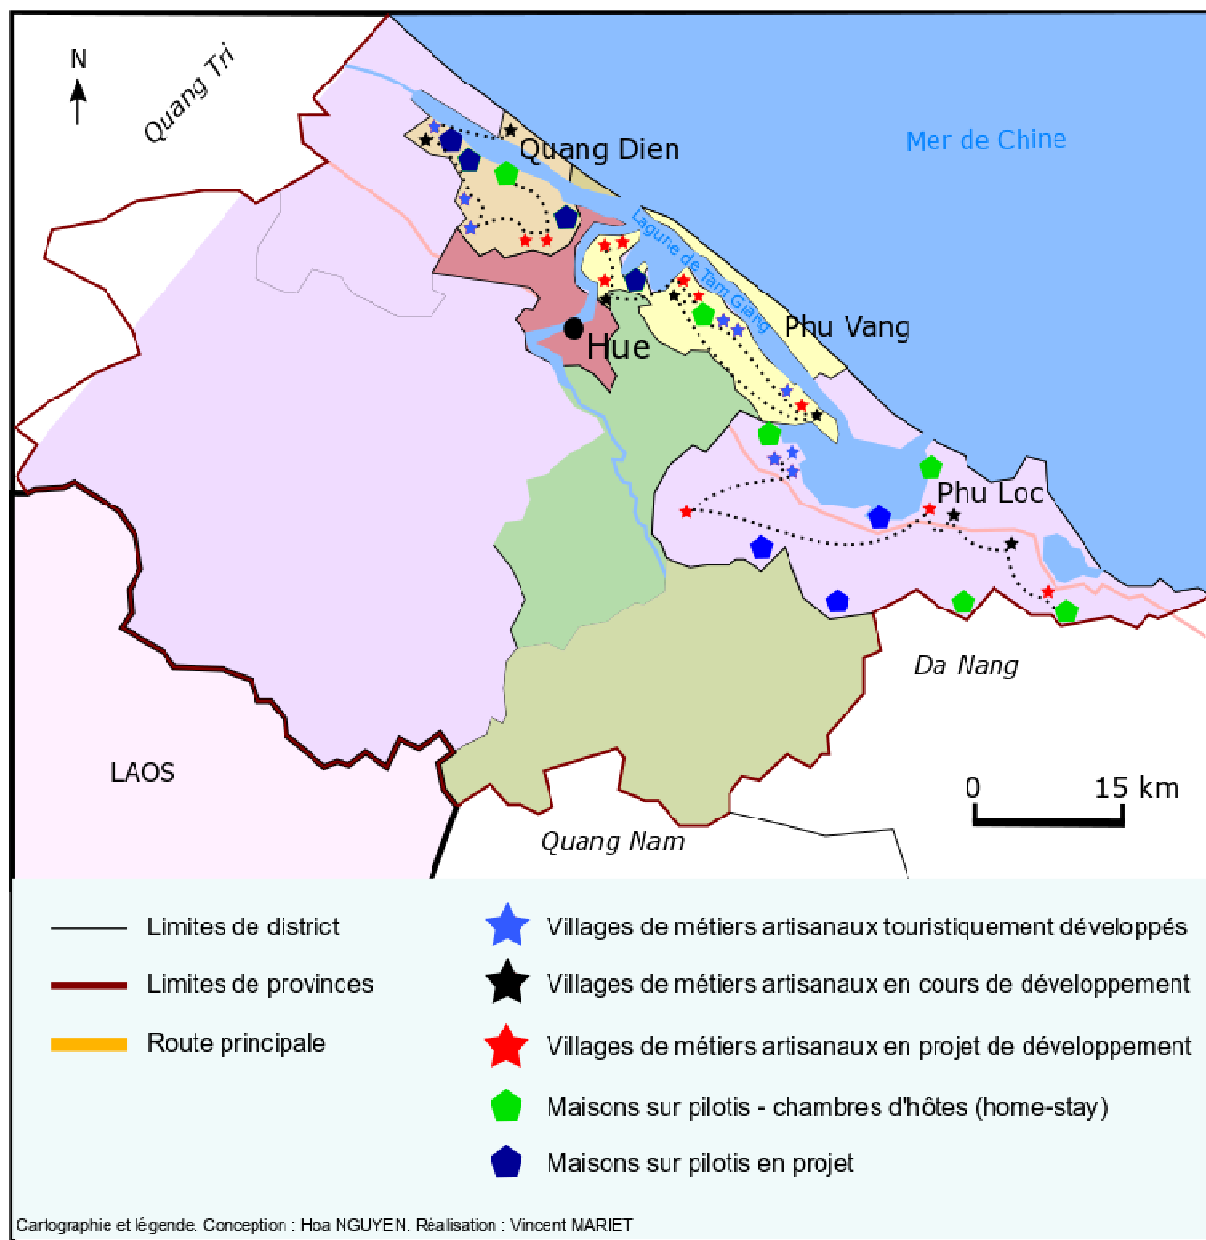 N
Quang Tri
Mer de Chine
Quang Dien
Lagune de Tam Giang
Phu Vang
Hue
Phu Loc
Da Nang
LAOS
0 15 km
Quang Nam
Limites de district
Limites de provinces
Route principale
Villages de métiers artisanaux touristiquement développés
Villages de métiers artisanaux en cours de développement
Villages de métiers artisanaux en projet de développement
Maisons sur pilotis - chambres d'hôtes (home-stay)
Maisons sur pilotis en projet
Cartographie et légende. Conception : Hoa NGUYEN. Réalisation : Vincent MARIET